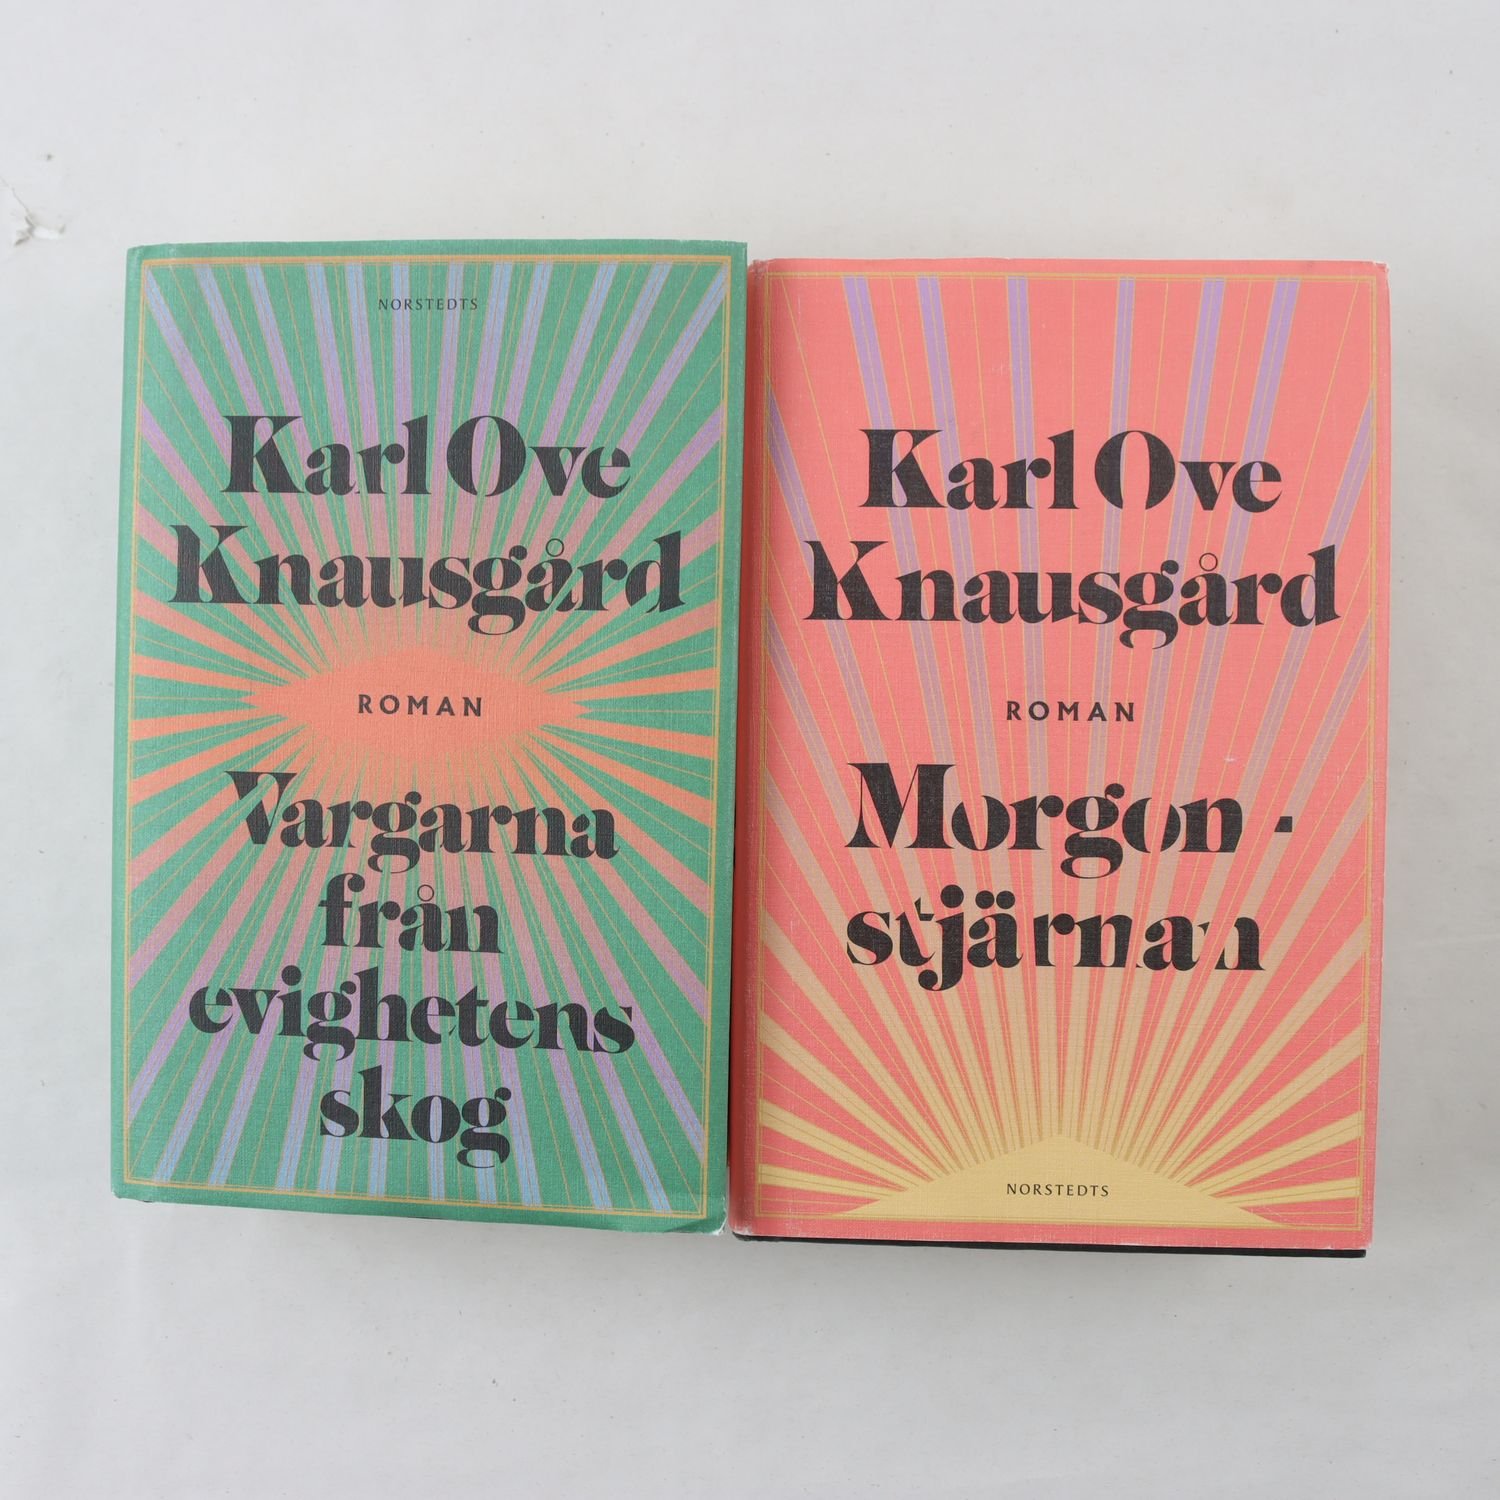 NORSTEDTS
Karl Ove
Knausgård
ROMAN
Vargarna
från
evighetens
skog
Karl Ove
Knausgård
ROMAN
Morgon-
stjärnan
NORSTEDTS